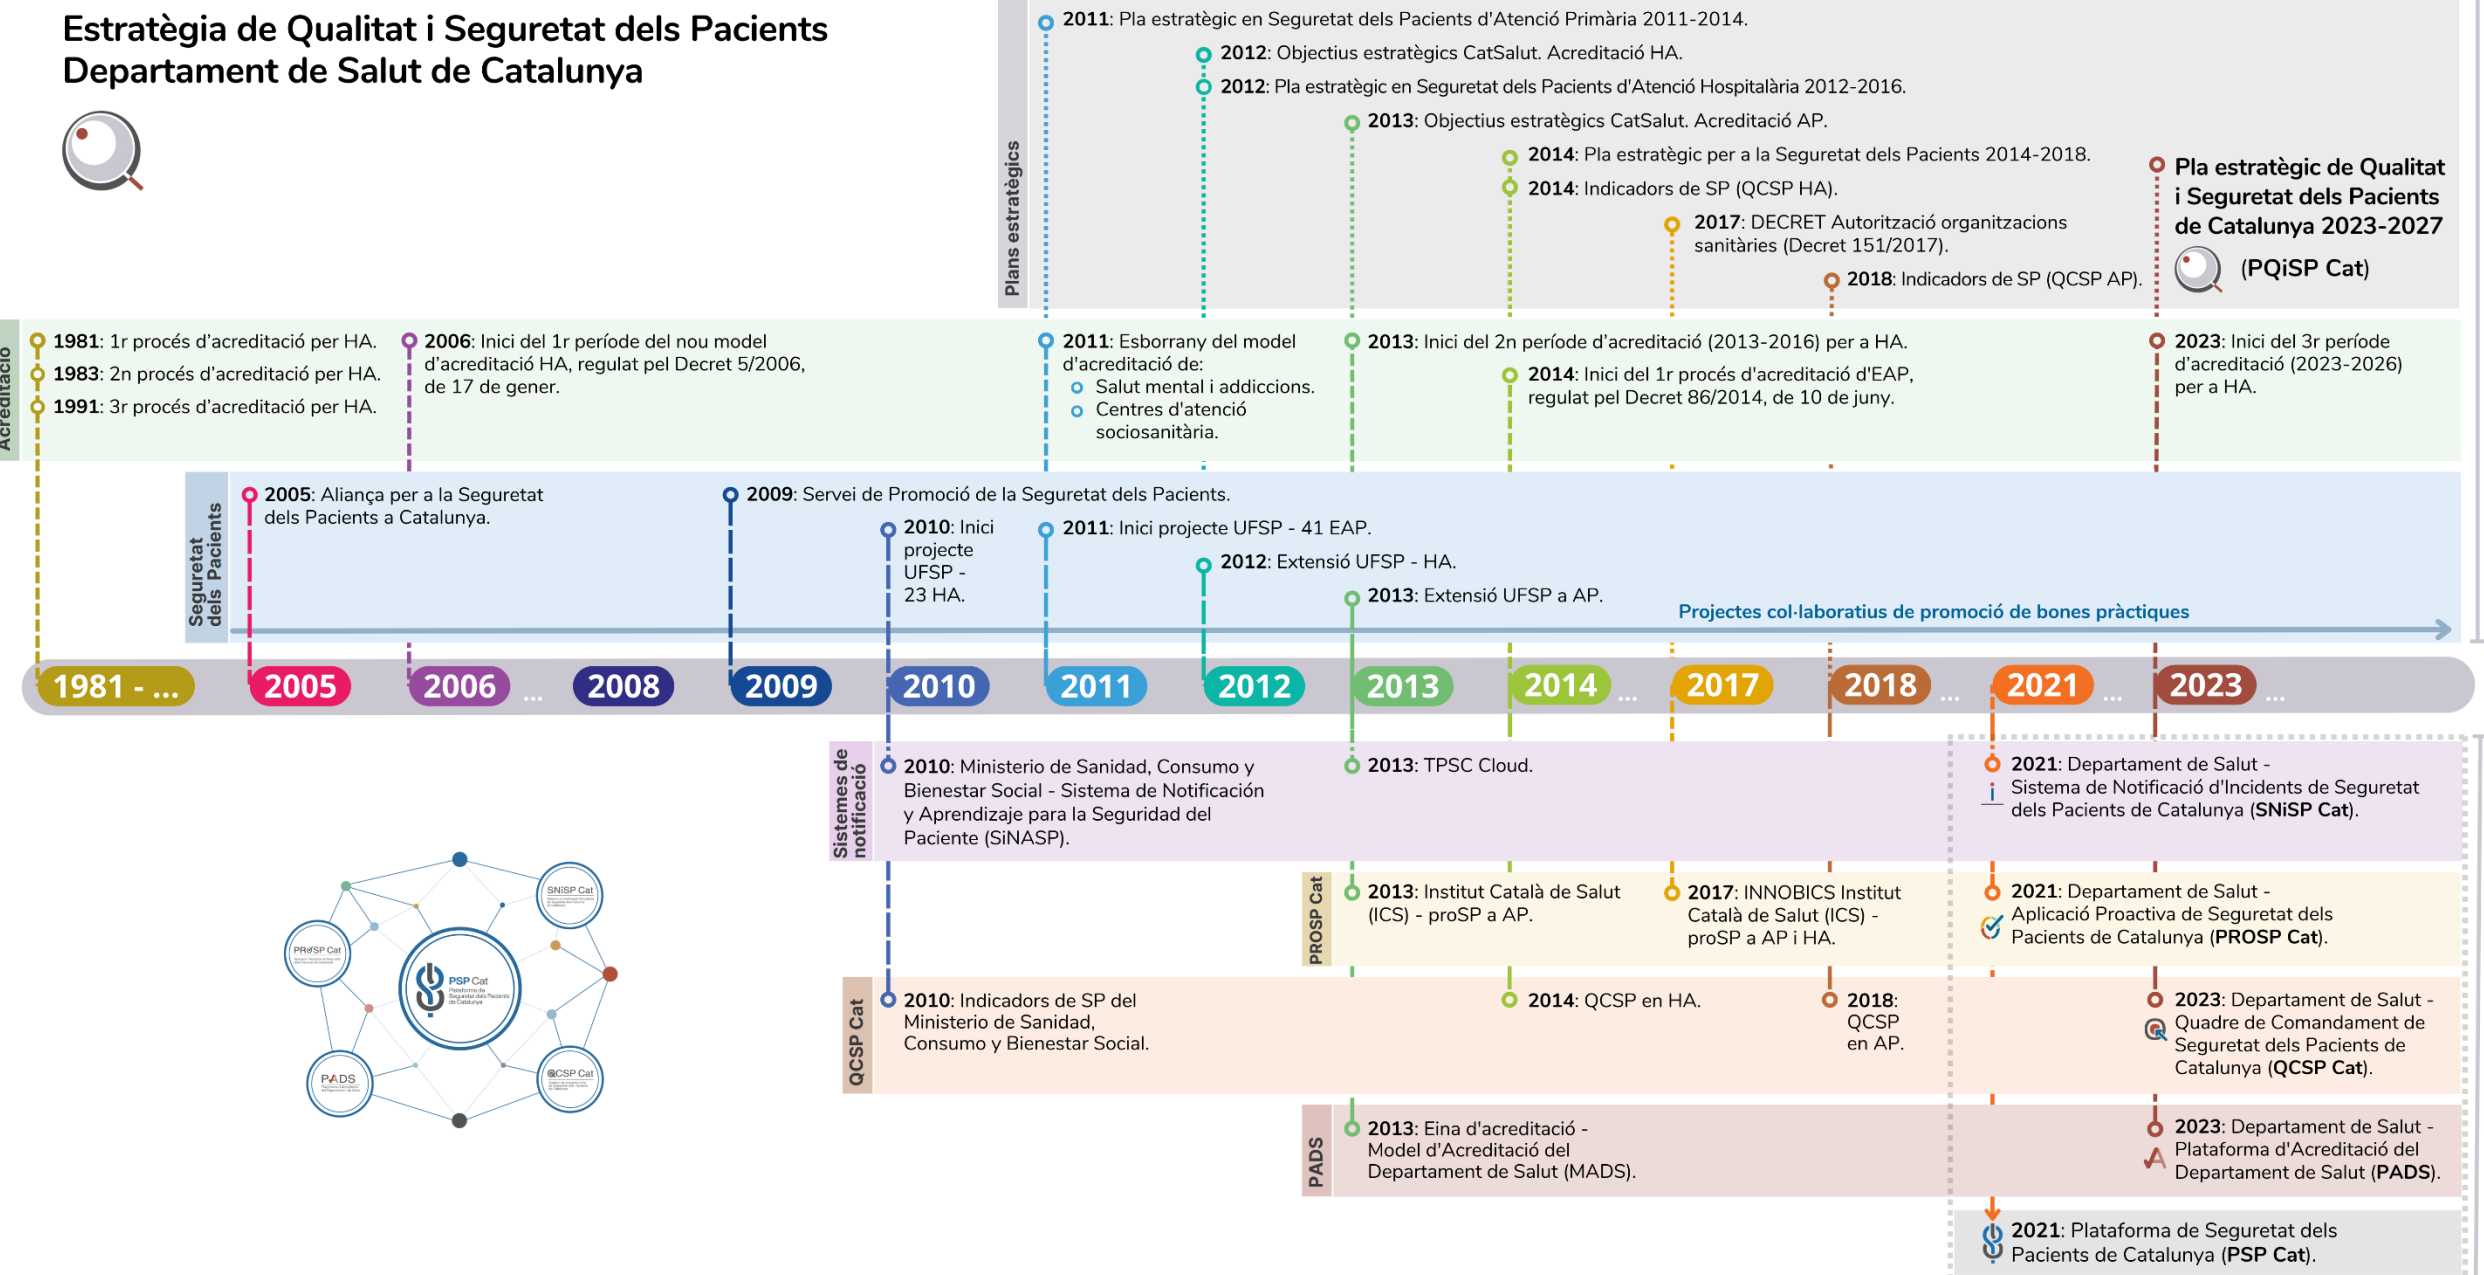 Estratègia de Qualitat i Seguretat dels Pacients
Departament de Salut de Catalunya
Plans estratègics
2011: Pla estratègic en Seguretat dels Pacients d'Atenció Primària 2011-2014.
2012: Objectius estratègics CatSalut. Acreditació HA.
2012: Pla estratègic en Seguretat dels Pacients d'Atenció Hospitalària 2012-2016.
2013: Objectius estratègics CatSalut. Acreditació AP.
2014: Pla estratègic per a la Seguretat dels Pacients 2014-2018.
2014: Indicadors de SP (QCSP HA).
2017: DECRET Autorització organitzacions
sanitàries (Decret 151/2017).
2018: Indicadors de SP (QCSP AP).
Pla estratègic de Qualitat
i Seguretat dels Pacients
de Catalunya 2023-2027
(PQiSP Cat)
Acreditació
1981: 1r procés d’acreditació per HA.
1983: 2n procés d’acreditació per HA.
1991: 3r procés d’acreditació per HA.
2006: Inici del 1r període del nou model
d’acreditació HA, regulat pel Decret 5/2006,
de 17 de gener.
2011: Esborrany del model
d'acreditació de:
Salut mental i addiccions.
Centres d'atenció
sociosanitària.
2013: Inici del 2n període d’acreditació (2013-2016) per a HA.
2014: Inici del 1r procés d'acreditació d'EAP,
regulat pel Decret 86/2014, de 10 de juny.
2023: Inici del 3r període
d’acreditació (2023-2026)
per a HA.
Seguretat
dels Pacients
2005: Aliança per a la Seguretat
dels Pacients a Catalunya.
2009: Servei de Promoció de la Seguretat dels Pacients.
2010: Inici
projecte
UFSP -
23 HA.
2011: Inici projecte UFSP - 41 EAP.
2012: Extensió UFSP - HA.
2013: Extensió UFSP a AP.
Projectes col·laboratius de promoció de bones pràctiques
1981 - ...
2005
2006 ...
2008
2009
2010
2011
2012
2013
2014 ...
2017
2018 ...
2021 ...
2023 ...
Sistemes de
notificació
2010: Ministerio de Sanidad, Consumo y
Bienestar Social - Sistema de Notificación
y Aprendizaje para la Seguridad del
Paciente (SiNASP).
2013: TPSC Cloud.
2021: Departament de Salut -
Sistema de Notificació d'Incidents de Seguretat
dels Pacients de Catalunya (SNiSP Cat).
PROSP Cat
2013: Institut Català de Salut
(ICS) - proSP a AP.
2017: INNOBICS Institut
Català de Salut (ICS) -
proSP a AP i HA.
2021: Departament de Salut -
Aplicació Proactiva de Seguretat dels
Pacients de Catalunya (PROSP Cat).
QCSP Cat
2010: Indicadors de SP del
Ministerio de Sanidad,
Consumo y Bienestar Social.
2014: QCSP en HA.
2018:
QCSP
en AP.
2023: Departament de Salut -
Quadre de Comandament de
Seguretat dels Pacients de
Catalunya (QCSP Cat).
PADS
2013: Eina d'acreditació -
Model d'Acreditació del
Departament de Salut (MADS).
2023: Departament de Salut -
Plataforma d'Acreditació del
Departament de Salut (PADS).
2021: Plataforma de Seguretat dels
Pacients de Catalunya (PSP Cat).
SNiSP Cat
PROSP Cat
PSP Cat
Plataforma de
Seguretat dels Pacients
de Catalunya
PADS
QCSP Cat